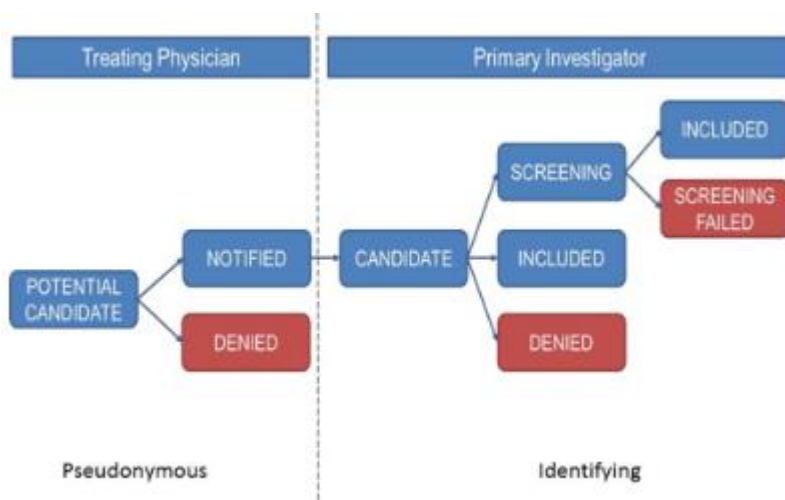 Treating Physician
Primary Investigator
INCLUDED
SCREENING
SCREENING
FAILED
NOTIFIED
CANDIDATE
INCLUDED
POTENTIAL
CANDIDATE
DENIED
DENIED
Pseudonymous
Identifying